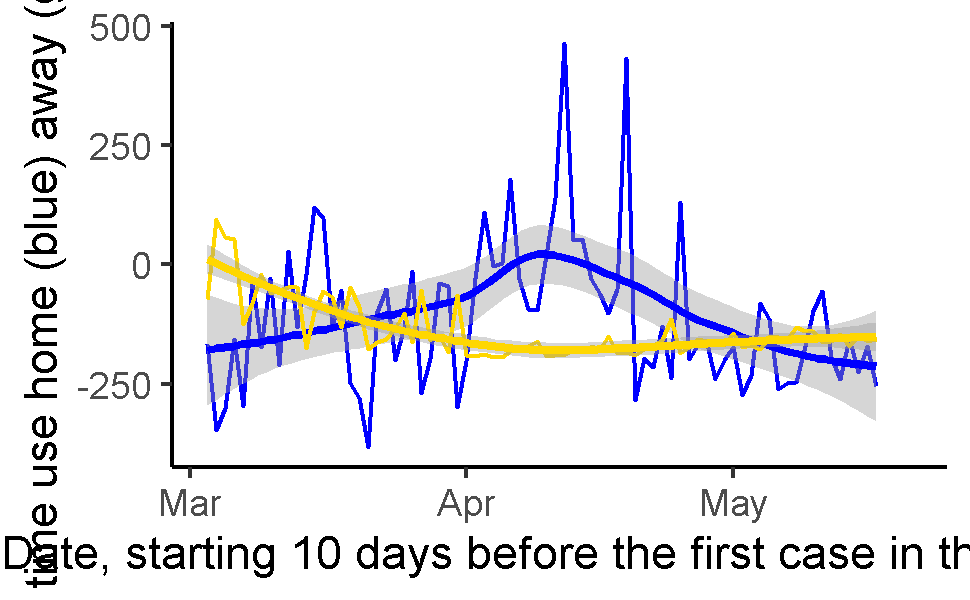 time use home (blue) away (
500
250
0
-250
Mar Apr May
Date, starting 10 days before the first case in